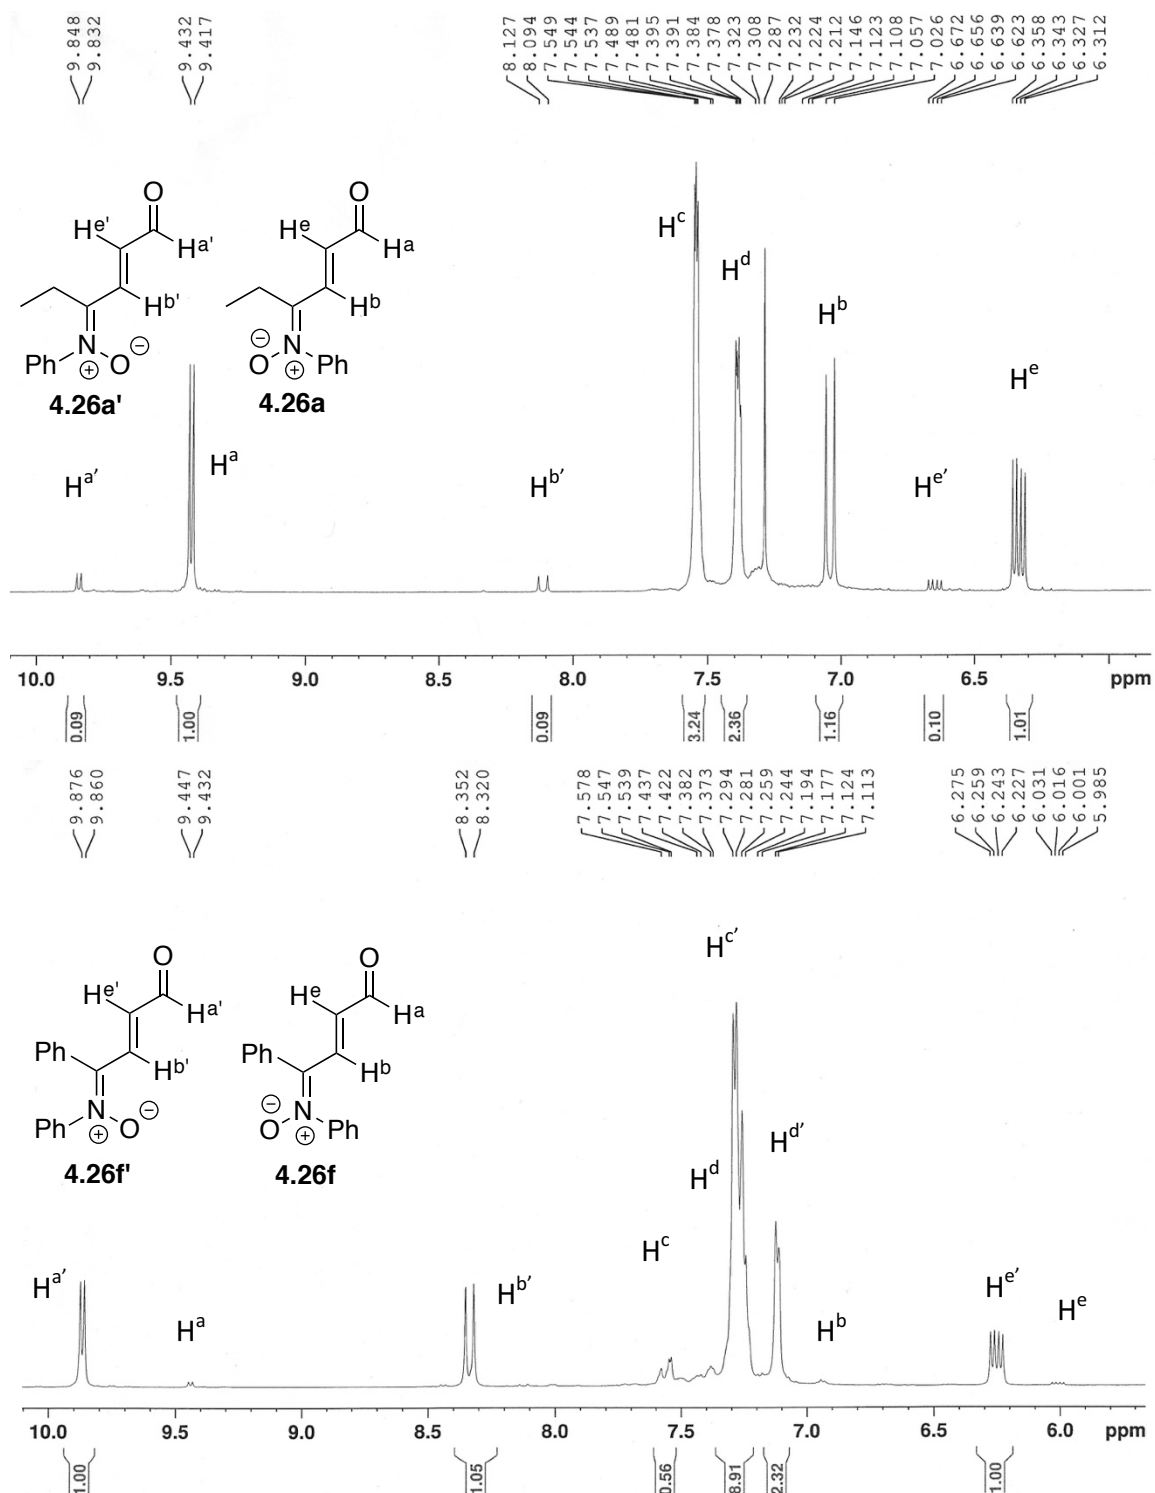 9.848
9.832
9.432
9.417
8.127
8.094
7.549
7.544
7.537
7.489
7.481
7.395
7.391
7.384
7.378
7.323
7.308
7.287
7.232
7.224
7.212
7.146
7.123
7.108
7.057
7.026
6.672
6.656
6.639
6.623
6.358
6.343
6.327
6.312
O
He'
Ha'
Hb'
N
Ph
O
⊖
⊕
4.26a'
O
He
Ha
Hb
⊖
O
N
Ph
⊕
4.26a
Hc
Hd
Hb
He
Ha'
Ha
Hb'
He'
10.0 9.5 9.0 8.5 8.0 7.5 7.0 6.5 ppm
0.09
1.00
0.09
3.24
2.36
1.16
0.10
1.01
9.876
9.860
9.447
9.432
8.352
8.320
7.578
7.547
7.539
7.437
7.422
7.382
7.373
7.294
7.281
7.259
7.244
7.194
7.177
7.124
7.113
6.275
6.259
6.243
6.227
6.031
6.016
6.001
5.985
O
He'
Ha'
Ph
Hb'
N
Ph
O
⊖
⊕
4.26f'
O
He
Ha
Ph
Hb
⊖
O
N
Ph
⊕
4.26f
Hc'
Hd
Hd'
Hc
Ha'
Ha
Hb'
Hb
He'
He
10.0 9.5 9.0 8.5 8.0 7.5 7.0 6.5 6.0 ppm
1.00
1.05
0.56
8.91
2.32
1.00